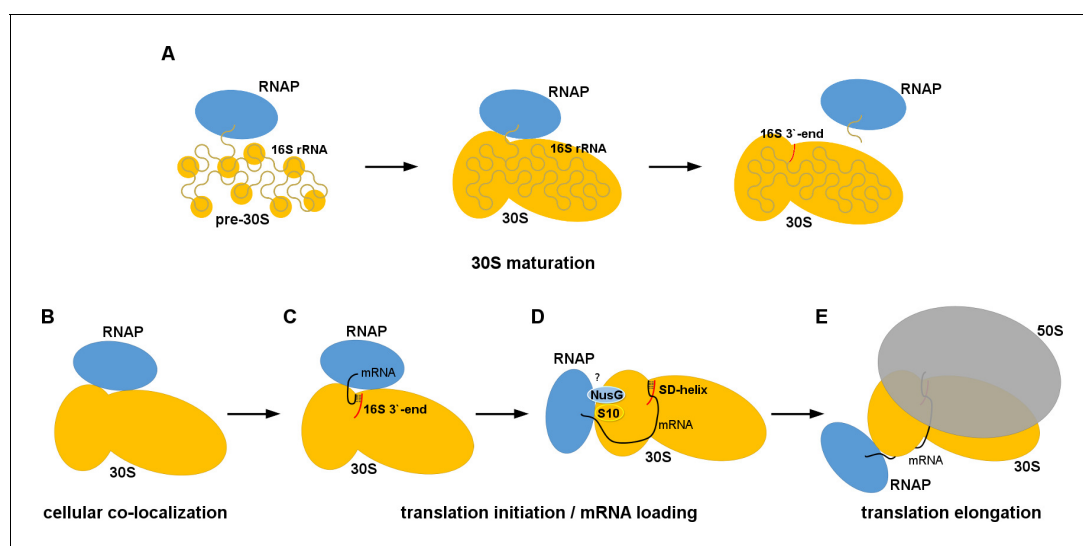 A
RNAP
16S rRNA
pre-30S
RNAP
16S rRNA
30S
RNAP
16S 3`-end
30S
30S maturation
B
RNAP
30S
cellular co-localization
C
RNAP
mRNA
16S 3`-end
30S
D
RNAP
?
NusG
S10
SD-helix
mRNA
30S
translation initiation / mRNA loading
E
50S
mRNA
30S
RNAP
translation elongation